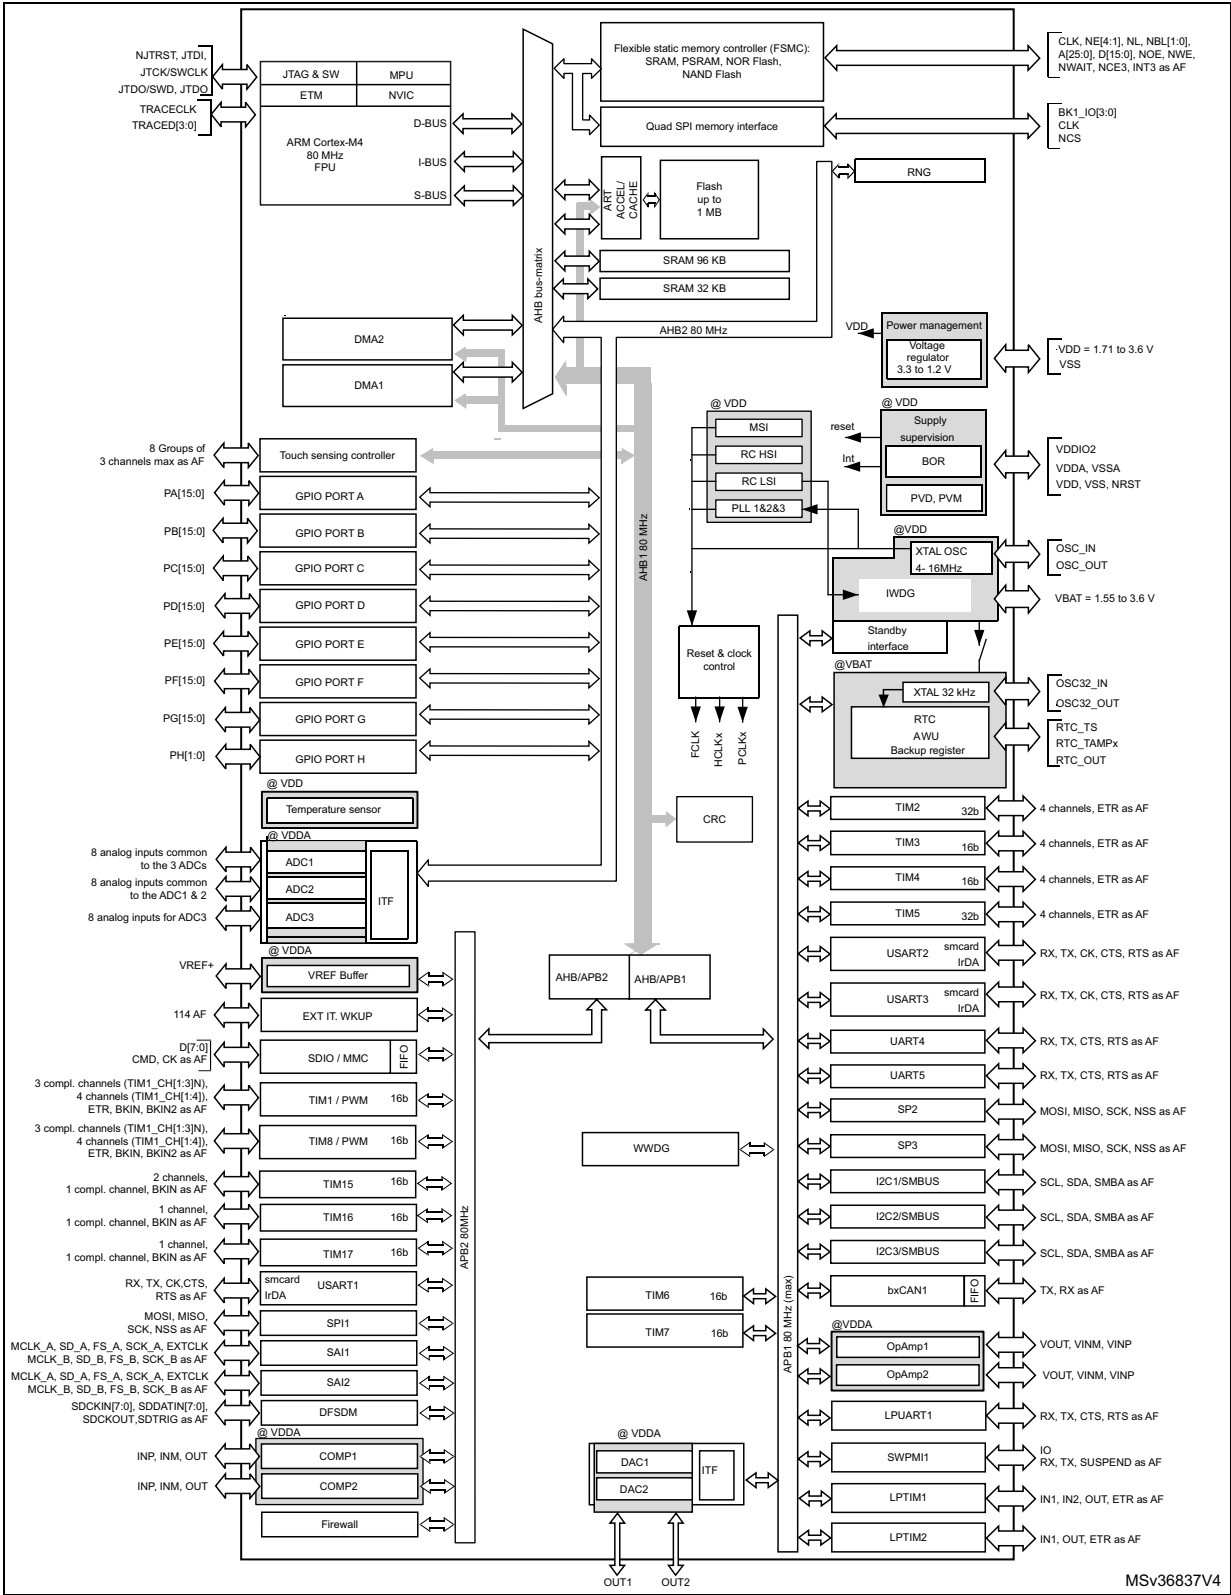 NJTRST, JTDI,
JTCK/SWCLK
JTDO/SWD, JTDO
TRACECLK
TRACED[3:0]
JTAG & SW
MPU
ETM
NVIC
ARM Cortex-M4
80 MHz
FPU
D-BUS
I-BUS
S-BUS
AHB bus-matrix
Flexible static memory controller (FSMC):
SRAM, PSRAM, NOR Flash,
NAND Flash
CLK, NE[4:1], NL, NBL[1:0],
A[25:0], D[15:0], NOE, NWE,
NWAIT, NCE3, INT3 as AF
Quad SPI memory interface
BK1_IO[3:0]
CLK
NCS
ART
ACCEL/
CACHE
Flash
up to
1 MB
RNG
SRAM 96 KB
SRAM 32 KB
AHB2 80 MHz
DMA2
DMA1
VDD
Power management
Voltage
regulator
3.3 to 1.2 V
VDD = 1.71 to 3.6 V
VSS
@ VDD
MSI
RC HSI
RC LSI
PLL 1&2&3
@ VDD
reset
Int
Supply
supervision
BOR
PVD, PVM
VDDIO2
VDDA, VSSA
VDD, VSS, NRST
8 Groups of
3 channels max as AF
Touch sensing controller
PA[15:0]
GPIO PORT A
PB[15:0]
GPIO PORT B
PC[15:0]
GPIO PORT C
PD[15:0]
GPIO PORT D
PE[15:0]
GPIO PORT E
PF[15:0]
GPIO PORT F
PG[15:0]
GPIO PORT G
PH[1:0]
GPIO PORT H
AHB1 80 MHz
@VDD
XTAL OSC
4- 16MHz
IWDG
OSC_IN
OSC_OUT
VBAT = 1.55 to 3.6 V
Standby
interface
Reset & clock
control
FCLK
HCLKx
PCLKx
@VBAT
XTAL 32 kHz
RTC
AWU
Backup register
OSC32_IN
OSC32_OUT
RTC_TS
RTC_TAMPx
RTC_OUT
@ VDD
Temperature sensor
@ VDDA
8 analog inputs common
to the 3 ADCs
8 analog inputs common
to the ADC1 & 2
8 analog inputs for ADC3
ADC1
ADC2
ADC3
ITF
CRC
@ VDDA
VREF+
VREF Buffer
AHB/APB2
AHB/APB1
114 AF
EXT IT. WKUP
D[7:0]
CMD, CK as AF
SDIO / MMC
FIFO
3 compl. channels (TIM1_CH[1:3]N),
4 channels (TIM1_CH[1:4]),
ETR, BKIN, BKIN2 as AF
TIM1 / PWM
16b
3 compl. channels (TIM1_CH[1:3]N),
4 channels (TIM1_CH[1:4]),
ETR, BKIN, BKIN2 as AF
TIM8 / PWM
16b
2 channels,
1 compl. channel, BKIN as AF
TIM15
16b
1 channel,
1 compl. channel, BKIN as AF
TIM16
16b
1 channel,
1 compl. channel, BKIN as AF
TIM17
16b
RX, TX, CK,CTS,
RTS as AF
smcard
IrDA
USART1
MOSI, MISO,
SCK, NSS as AF
SPI1
MCLK_A, SD_A, FS_A, SCK_A, EXTCLK
MCLK_B, SD_B, FS_B, SCK_B as AF
SAI1
MCLK_A, SD_A, FS_A, SCK_A, EXTCLK
MCLK_B, SD_B, FS_B, SCK_B as AF
SAI2
SDCKIN[7:0], SDDATIN[7:0],
SDCKOUT,SDTRIG as AF
DFSDM
@ VDDA
INP, INM, OUT
COMP1
INP, INM, OUT
COMP2
Firewall
APB2 80MHz
WWDG
TIM6
16b
TIM7
16b
@ VDDA
DAC1
DAC2
ITF
OUT1
OUT2
APB1 80 MHz (max)
TIM2
32b
4 channels, ETR as AF
TIM3
16b
4 channels, ETR as AF
TIM4
16b
4 channels, ETR as AF
TIM5
32b
4 channels, ETR as AF
USART2
smcard
IrDA
RX, TX, CK, CTS, RTS as AF
USART3
smcard
IrDA
RX, TX, CK, CTS, RTS as AF
UART4
RX, TX, CTS, RTS as AF
UART5
RX, TX, CTS, RTS as AF
SP2
MOSI, MISO, SCK, NSS as AF
SP3
MOSI, MISO, SCK, NSS as AF
I2C1/SMBUS
SCL, SDA, SMBA as AF
I2C2/SMBUS
SCL, SDA, SMBA as AF
I2C3/SMBUS
SCL, SDA, SMBA as AF
bxCAN1
FIFO
TX, RX as AF
@VDDA
OpAmp1
VOUT, VINM, VINP
OpAmp2
VOUT, VINM, VINP
LPUART1
RX, TX, CTS, RTS as AF
SWPMI1
IO
RX, TX, SUSPEND as AF
LPTIM1
IN1, IN2, OUT, ETR as AF
LPTIM2
IN1, OUT, ETR as AF
MSv36837V4